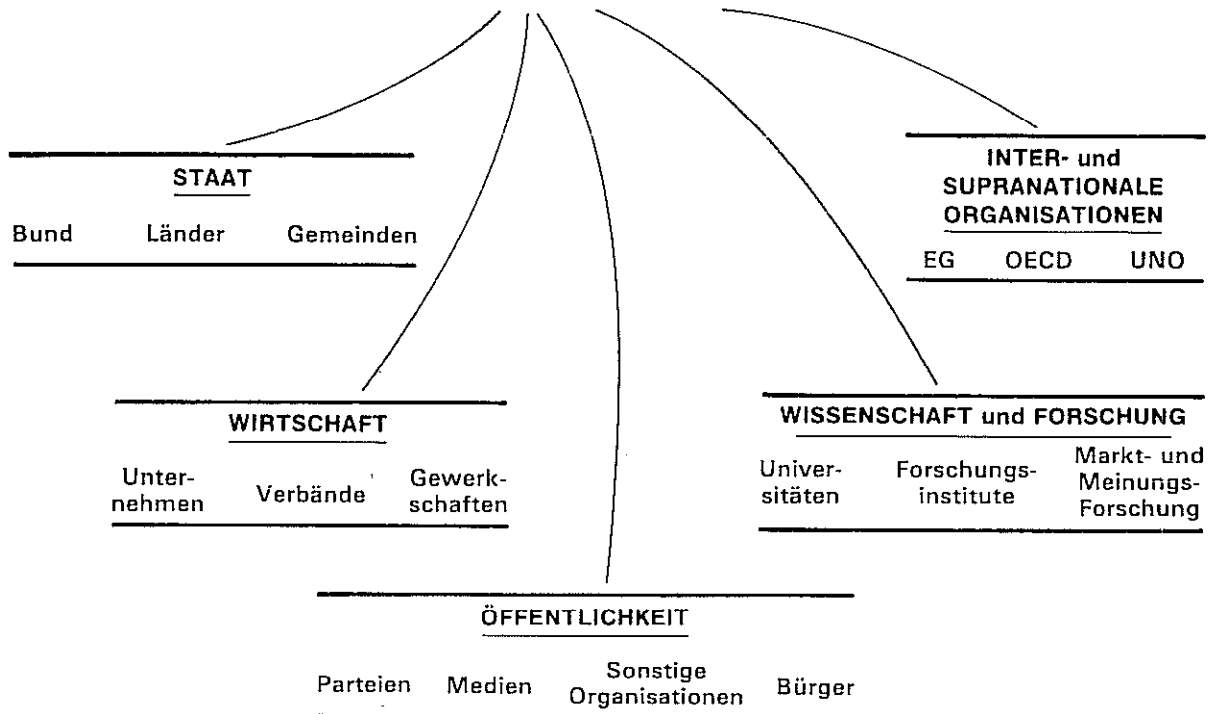 STAAT
Bund Länder Gemeinden
INTER- und
SUPRANATIONALE
ORGANISATIONEN
EG OECD UNO
WIRTSCHAFT
Unter-
nehmen
Verbände
Gewerk-
schaften
WISSENSCHAFT und FORSCHUNG
Univer-
sitäten
Forschungs-
institute
Markt- und
Meinungs-
Forschung
ÖFFENTLICHKEIT
Parteien
Medien
Sonstige
Organisationen
Bürger